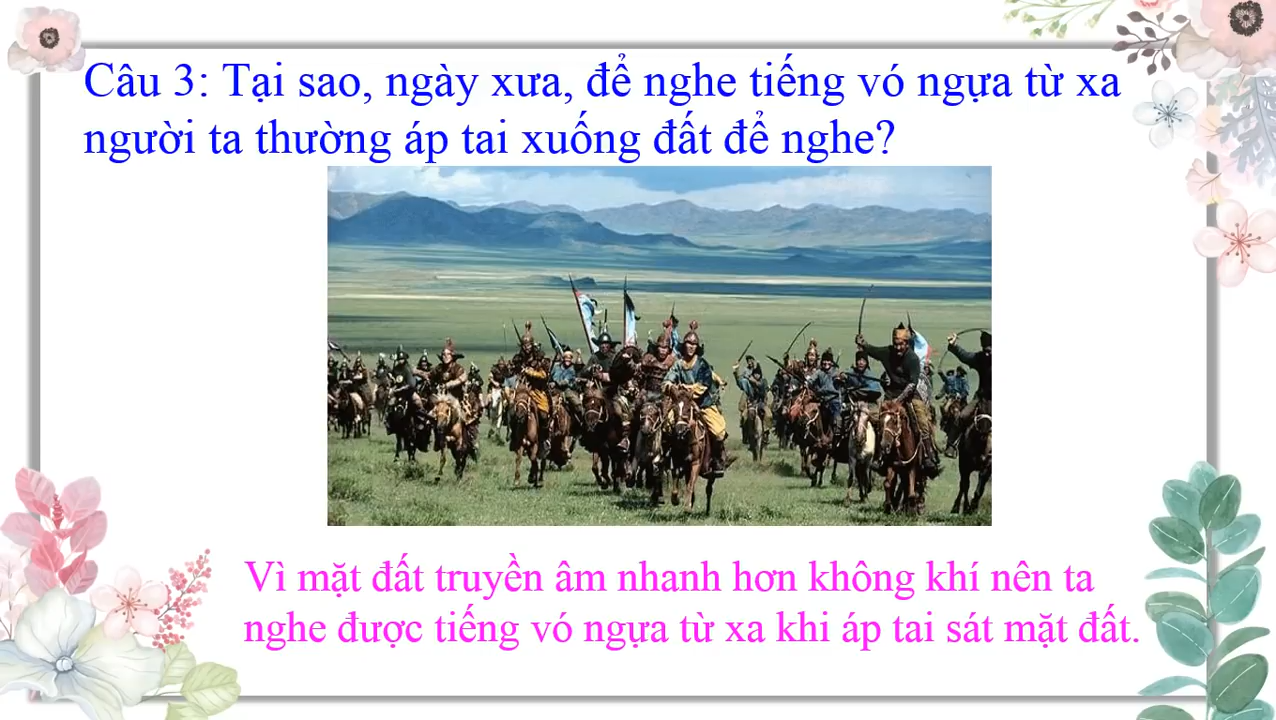 Câu 3: Tại sao, ngày xưa, để nghe tiếng vó ngựa từ xa
người ta thường áp tai xuống đất để nghe?
Vì mặt đất truyền âm nhanh hơn không khí nên ta
nghe được tiếng vó ngựa từ xa khi áp tai sát mặt đất.